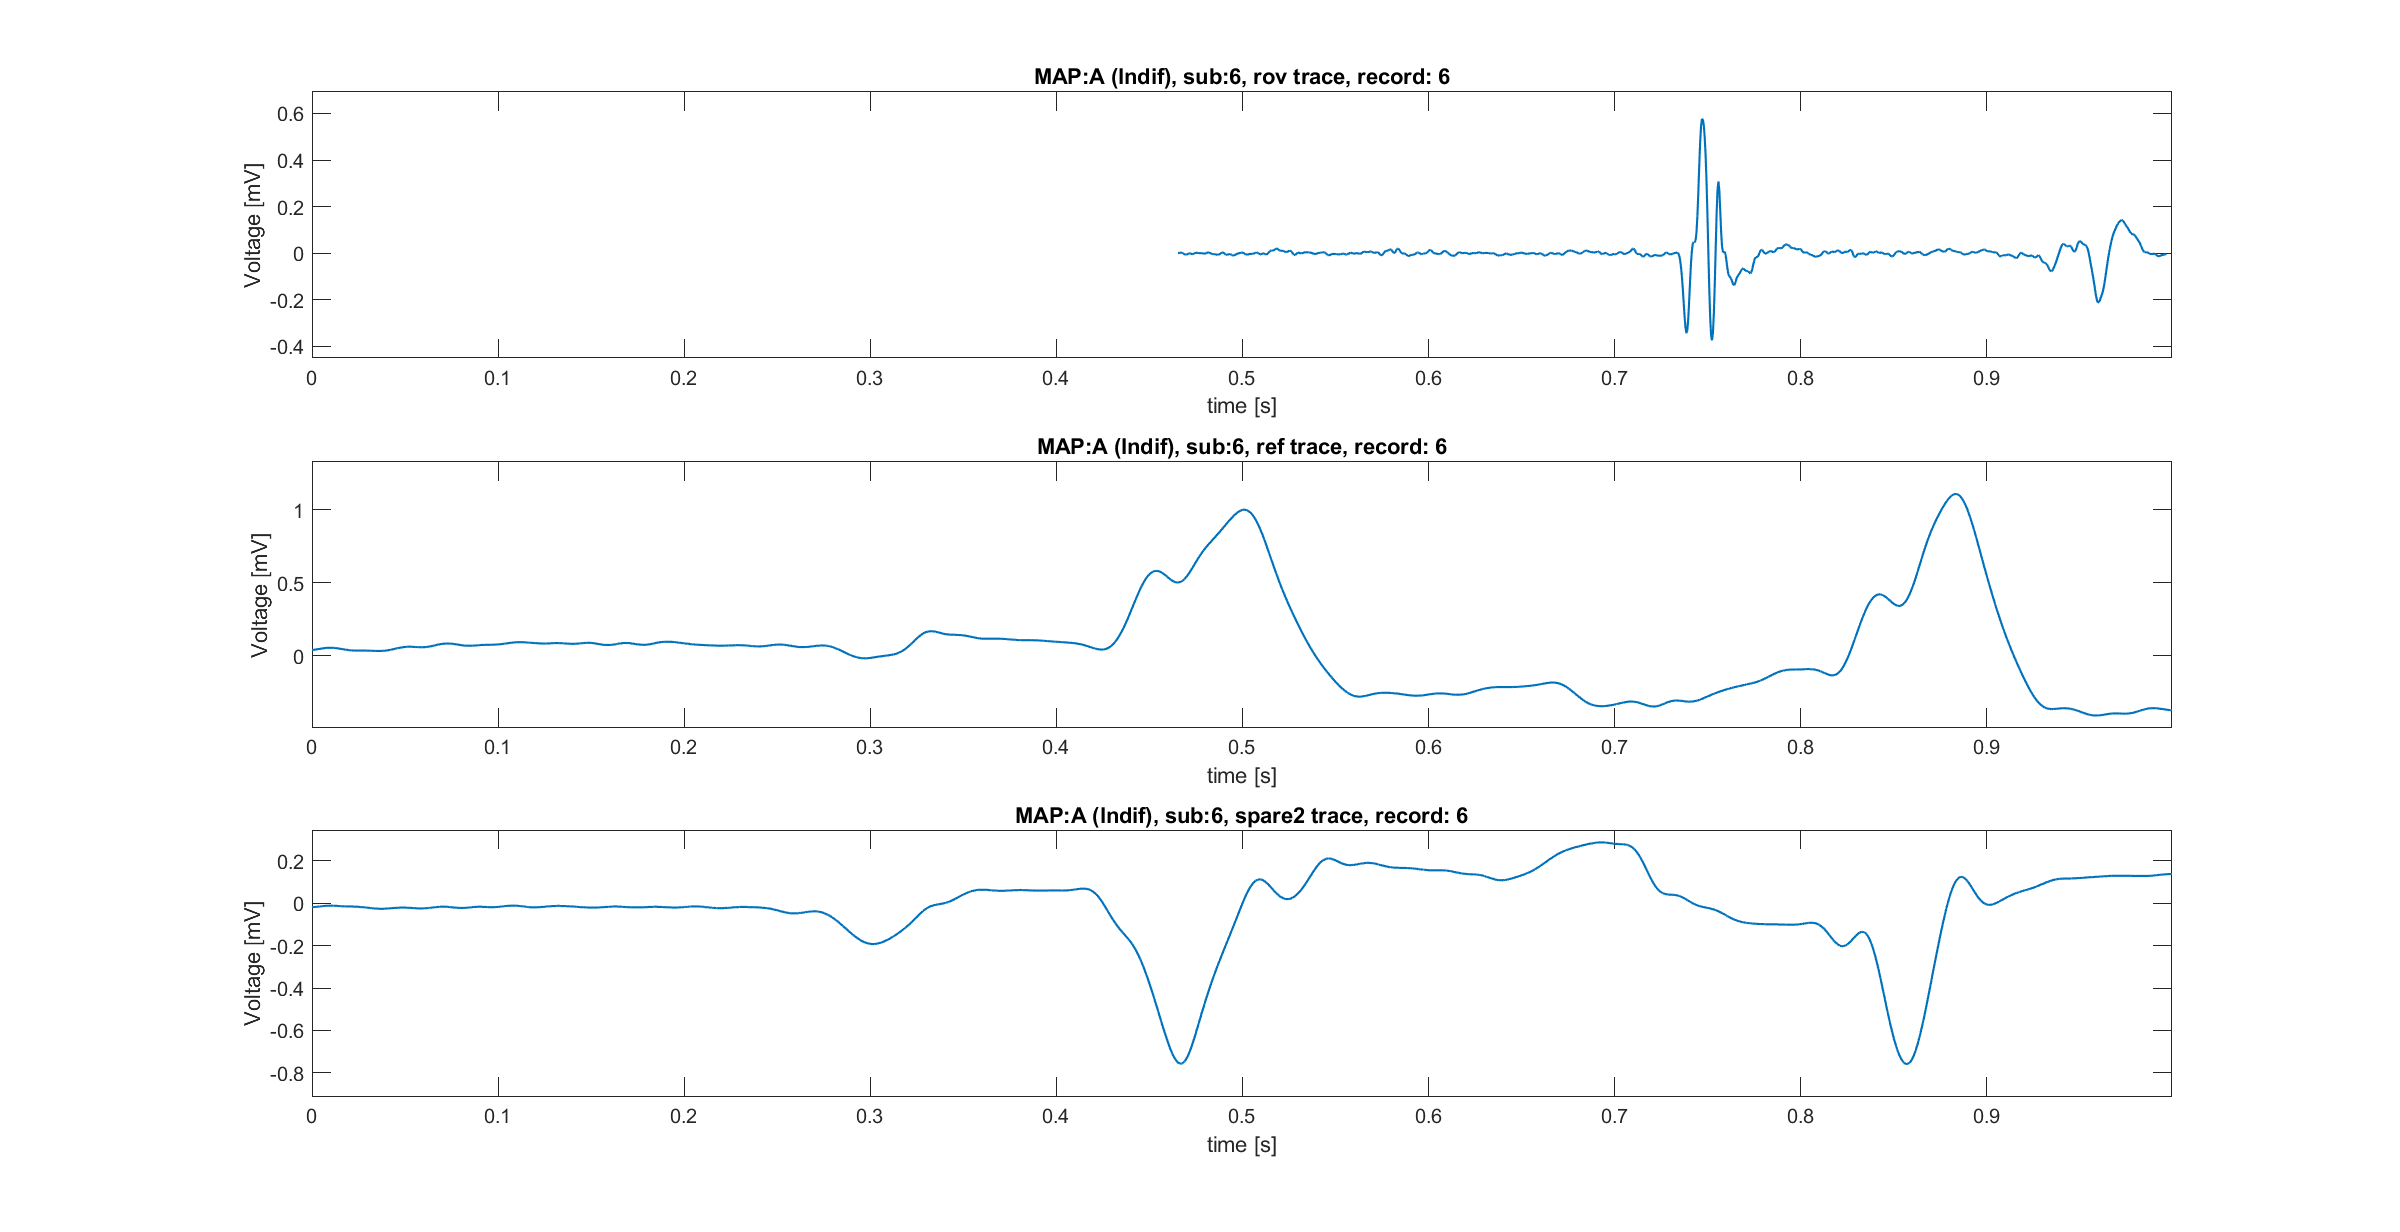 MAP:A (Indif), sub:6, rov trace, record: 6
Voltage [mV]
0.6
0.4
0.2
0
-0.2
-0.4
0 0.1 0.2 0.3 0.4 0.5 0.6 0.7 0.8 0.9
time [s]
MAP:A (Indif), sub:6, ref trace, record: 6
Voltage [mV]
1
0.5
0
0 0.1 0.2 0.3 0.4 0.5 0.6 0.7 0.8 0.9
time [s]
MAP:A (Indif), sub:6, spare2 trace, record: 6
Voltage [mV]
0.2
0
-0.2
-0.4
-0.6
-0.8
0 0.1 0.2 0.3 0.4 0.5 0.6 0.7 0.8 0.9
time [s]